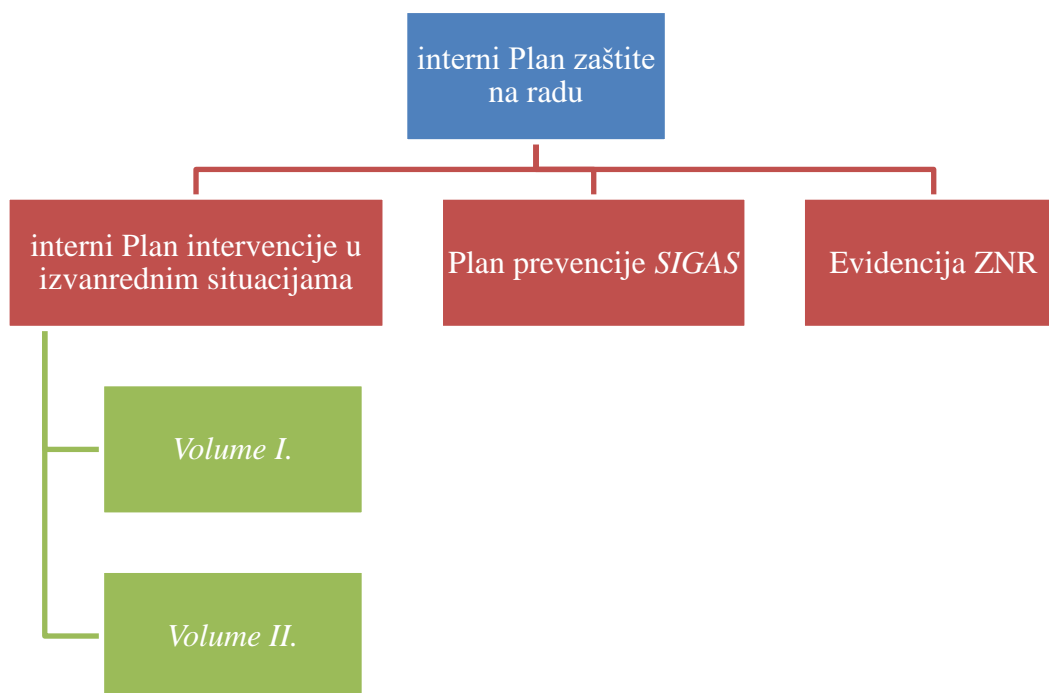 interni Plan zaštite
na radu
interni Plan intervencije u
izvanrednim situacijama
Plan prevencije SIGAS
Evidencija ZNR
Volume I.
Volume II.